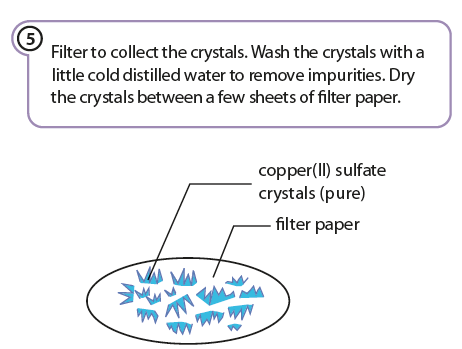 5
Filter to collect the crystals. Wash the crystals with a
little cold distilled water to remove impurities. Dry
the crystals between a few sheets of filter paper.
copper(ll) sulfate
crystals (pure)
filter paper